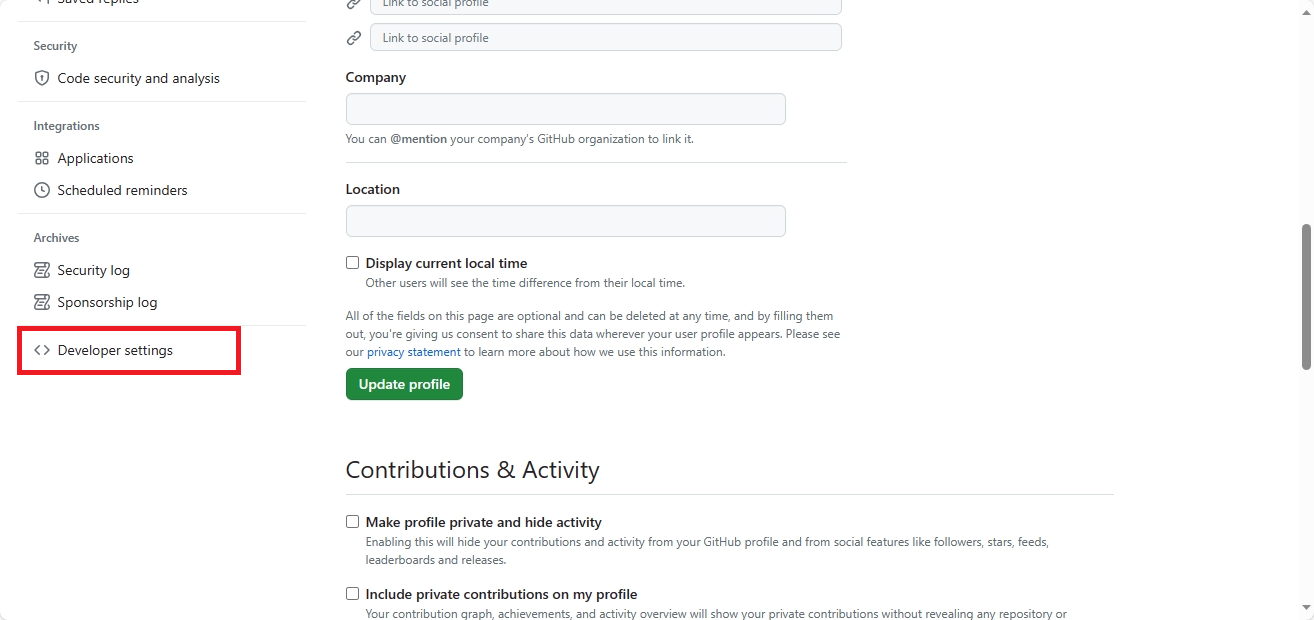 Saved replies
Security
Code security and analysis
Integrations
Applications
Scheduled reminders
Archives
Security log
Sponsorship log
Developer settings
Link to social profile
Link to social profile
Company
You can @mention your company's GitHub organization to link it.
Location
Display current local time
Other users will see the time difference from their local time.
All of the fields on this page are optional and can be deleted at any time, and by filling them
out, you're giving us consent to share this data wherever your user profile appears. Please see
our privacy statement to learn more about how we use this information.
Update profile
Contributions & Activity
Make profile private and hide activity
Enabling this will hide your contributions and activity from your GitHub profile and from social features like followers, stars, feeds,
leaderboards and releases.
Include private contributions on my profile
Your contribution graph, achievements, and activity overview will show your private contributions without revealing any repository or